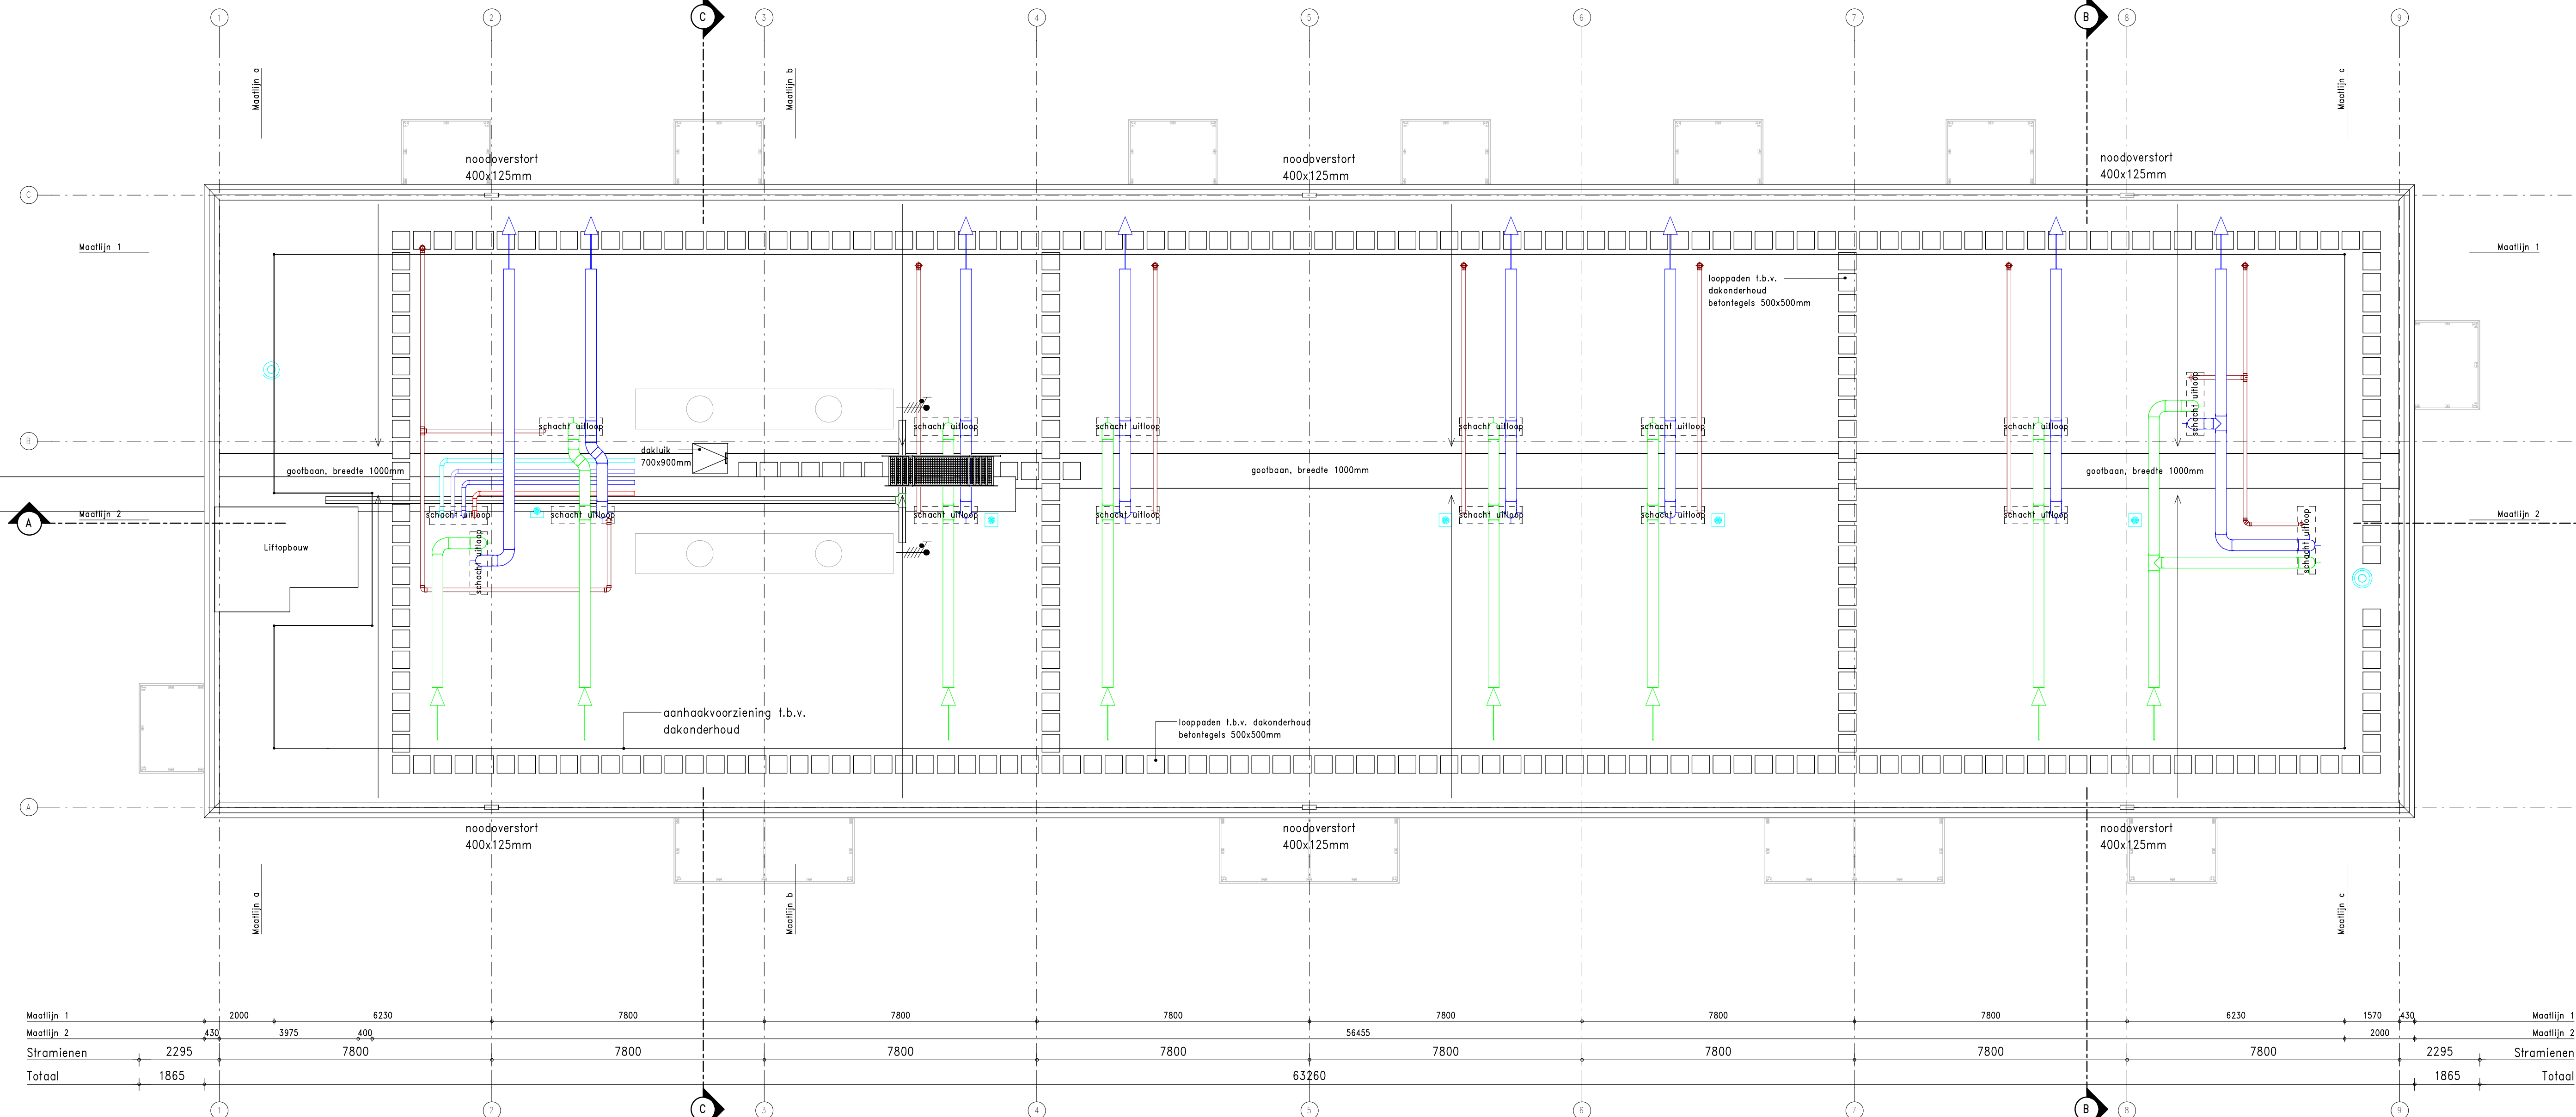 1 2 C 3 4 5 6 7 B 8 9
Maatlijn a
Maatlijn b
Maatlijn c
noodoverstort
400x125mm
noodoverstort
400x125mm
noodoverstort
400x125mm
C
Maatlijn 1
Maatlijn 1
looppaden t.b.v.
dakonderhoud
betontegels 500x500mm
schacht uitloop
schacht uitloop
schacht uitloop
schacht uitloop
schacht uitloop
schacht uitloop
schacht uitloop
B
dakluik
700x900mm
gootbaan, breedte 1000mm
gootbaan, breedte 1000mm
gootbaan, breedte 1000mm
A
Maatlijn 2
Maatlijn 2
schacht uitloop
schacht uitloop
schacht uitloop
schacht uitloop
schacht uitloop
schacht uitloop
schacht uitloop
schacht uitloop
schacht uitloop
Liftopbouw
aanhaakvoorziening t.b.v.
dakonderhoud
looppaden t.b.v. dakonderhoud
betontegels 500x500mm
A
noodoverstort
400x125mm
noodoverstort
400x125mm
noodoverstort
400x125mm
Maatlijn a
Maatlijn b
Maatlijn c
Maatlijn 1 2000 6230 7800 7800 7800 7800 7800 7800 6230 1570 430 Maatlijn 1
Maatlijn 2 430 3975 400 56455 2000 Maatlijn 2
Stramienen 2295 7800 7800 7800 7800 7800 7800 7800 7800 2295 Stramienen
Totaal 1865 63260 1865 Totaal
1 2 C 3 4 5 6 7 B 8 9